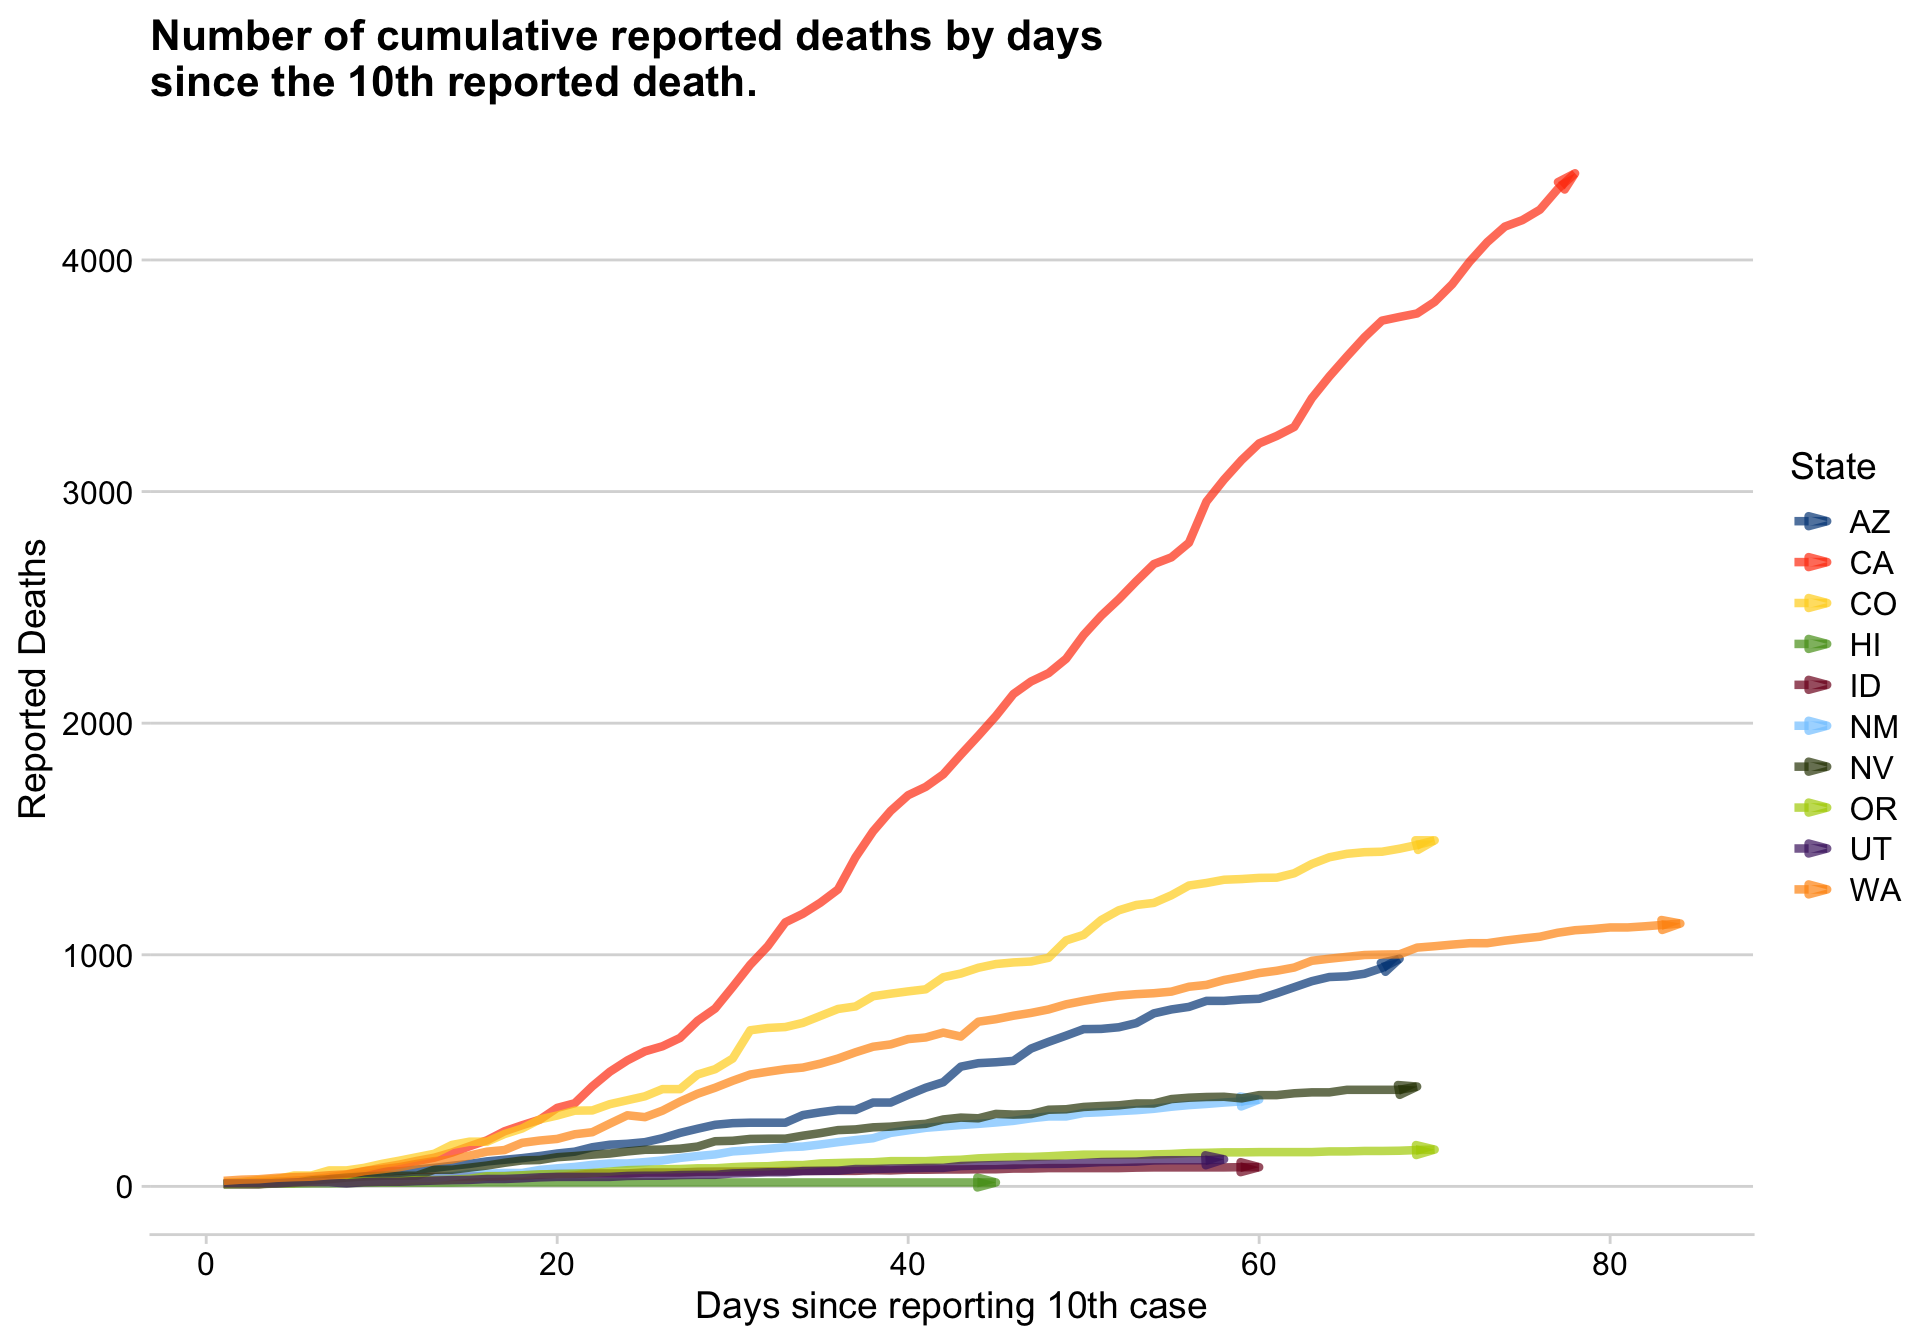 Number of cumulative reported deaths by days
since the 10th reported death.
4000
3000
2000
1000
0
Reported Deaths
0 20 40 60 80
Days since reporting 10th case
State
AZ
CA
CO
HI
ID
NM
NV
OR
UT
WA